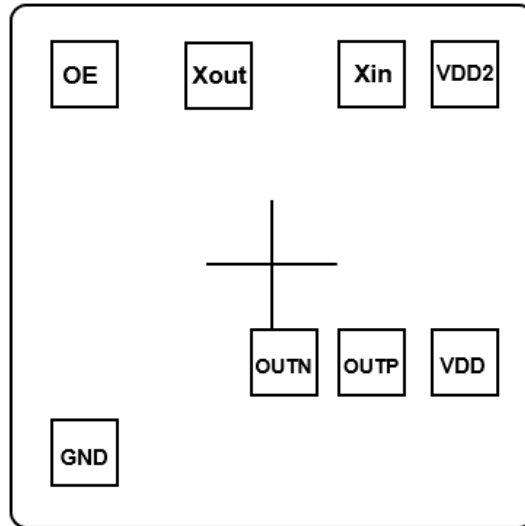 OE
Xout
Xin
VDD2
OUTN
OUTP
VDD
GND